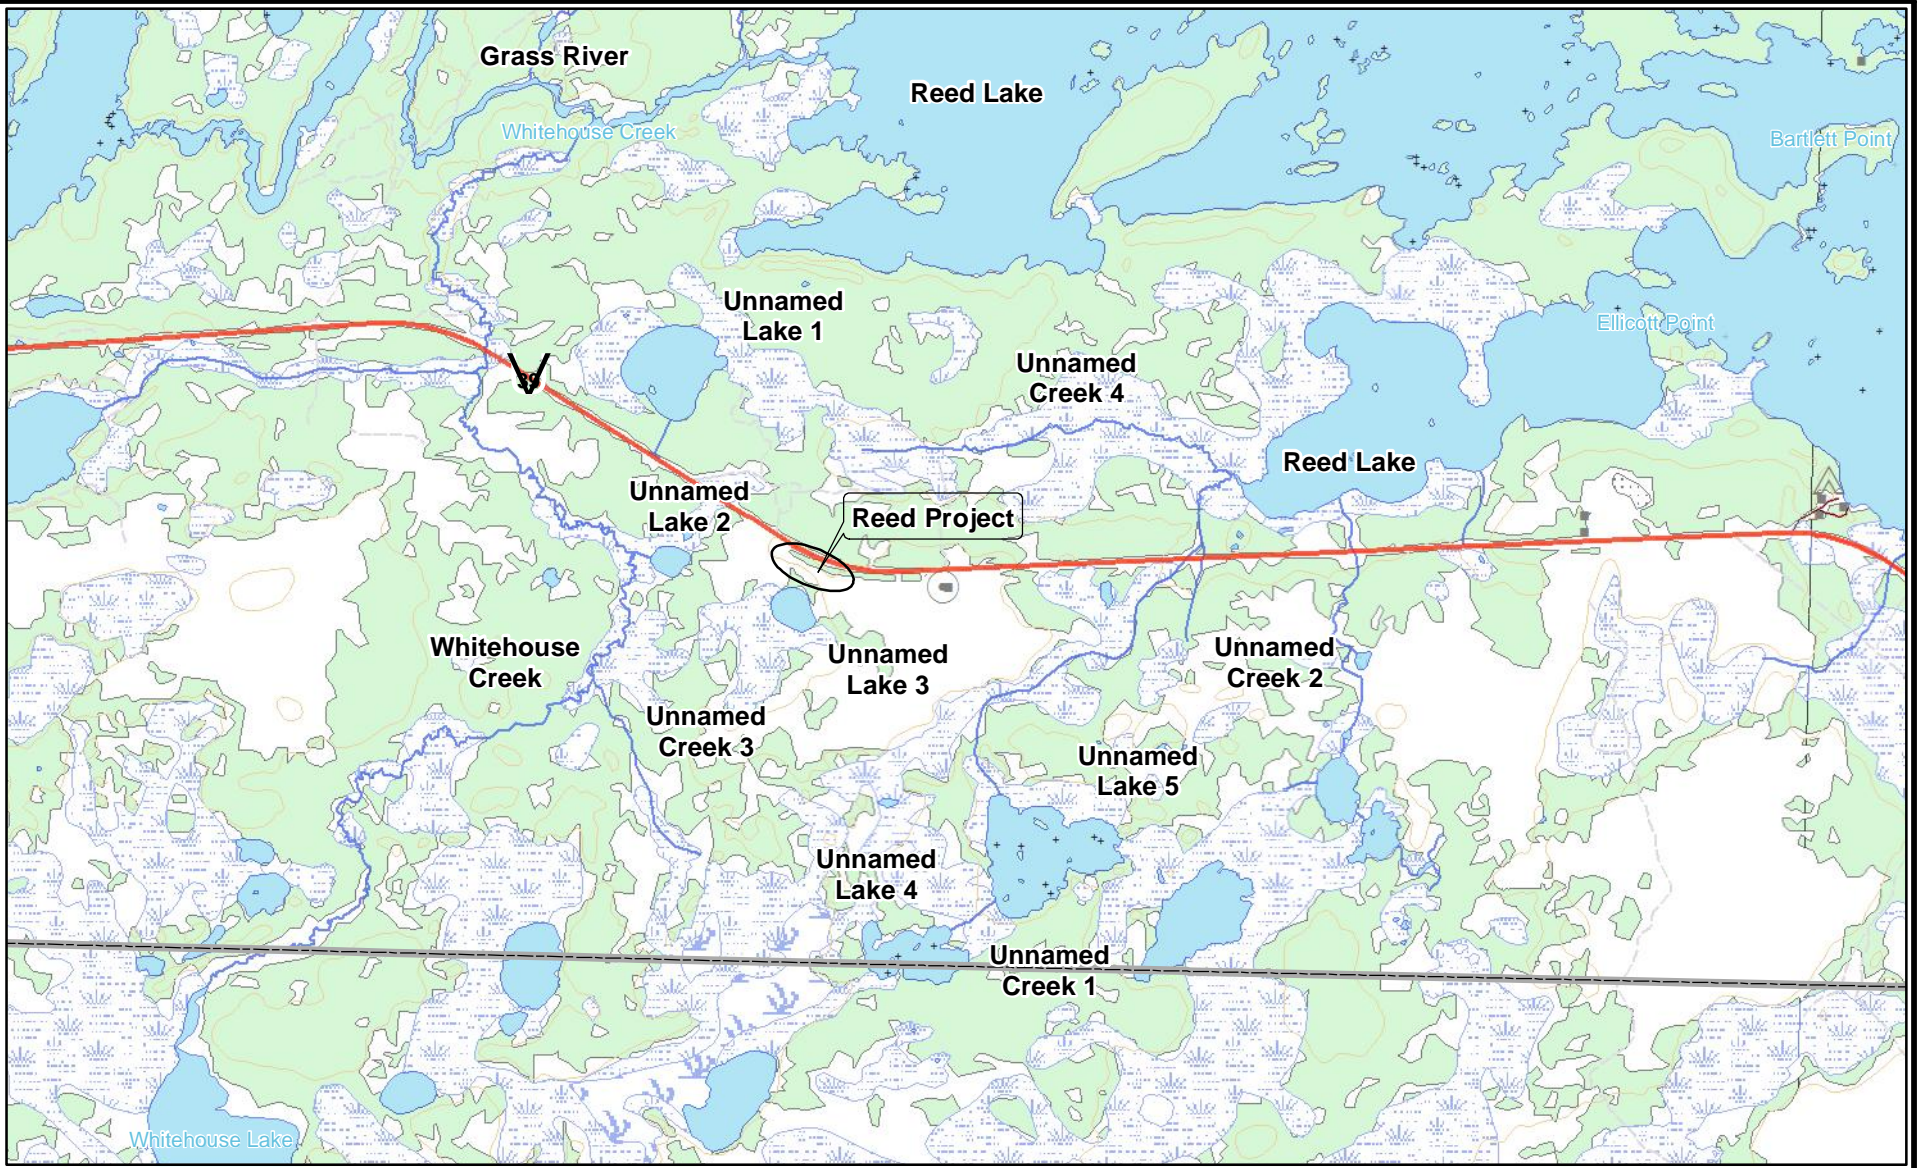 Grass River
Reed Lake
Whitehouse Creek
Bartlett Point
Unnamed
Lake 1
Ellicott Point
Unnamed
Creek 4
39
Reed Lake
Unnamed
Lake 2
Reed Project
Whitehouse
Creek
Unnamed
Lake 3
Unnamed
Creek 2
Unnamed
Creek 3
Unnamed
Lake 5
Unnamed
Lake 4
Unnamed
Creek 1
Whitehouse Lake